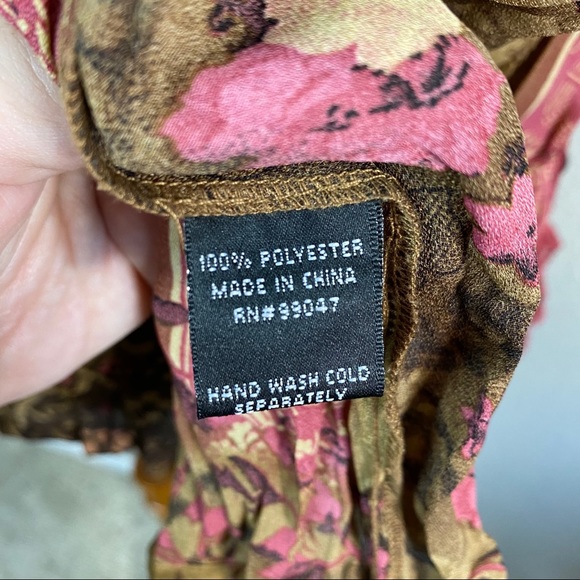 100% POLYESTER
MADE IN CHINA
RN#99047
HAND WASH COLD
SEPARATELY